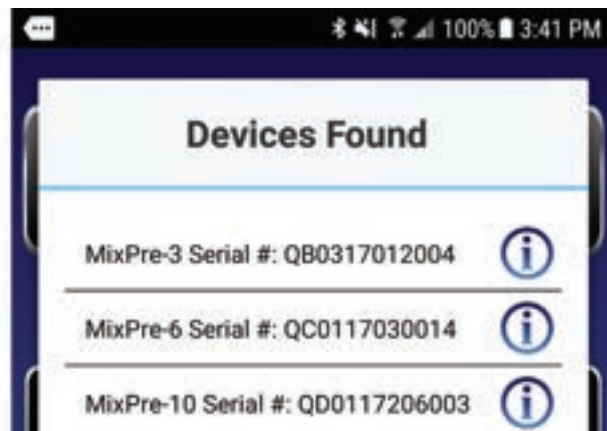 100% 3:41 PM
Devices Found
MixPre-3 Serial #: QB0317012004
MixPre-6 Serial #: QC0117030014
MixPre-10 Serial #: QD0117206003